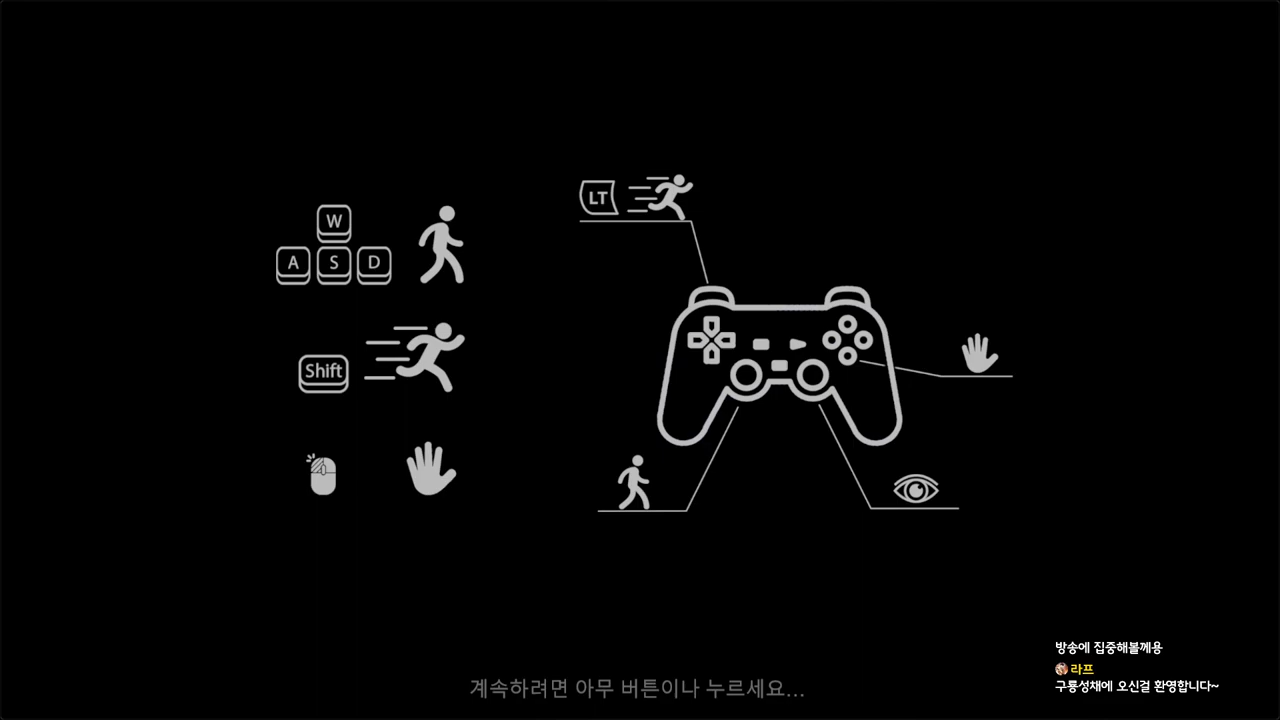 LT
W
A S D
Shift
방송에 집중해볼께용
라프
구룡성채에 오신걸 환영합니다~
계속하려면 아무 버튼이나 누르세요...